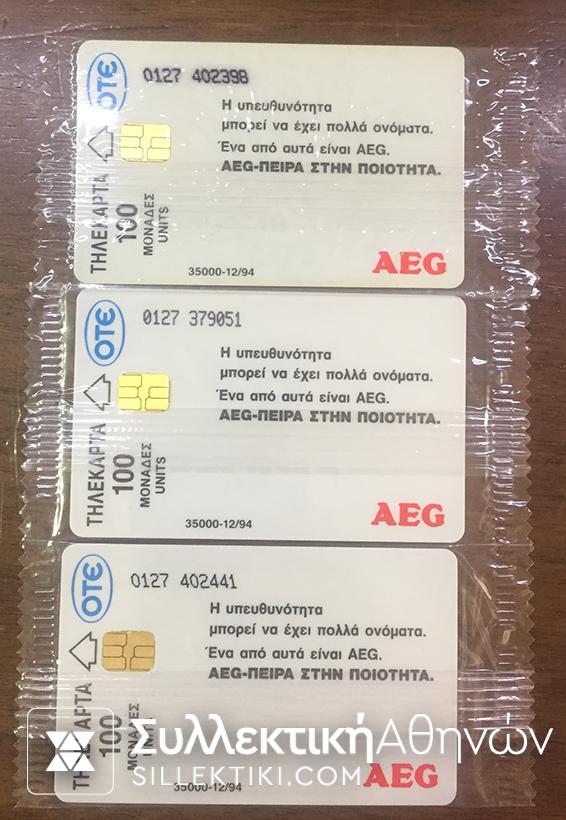 OTE
0127 402398
Η υπευθυνότητα
μπορεί να έχει πολλά ονόματα.
Ένα από αυτά είναι AEG.
AEG-ΠΕΙΡΑ ΣΤΗΝ ΠΟΙΟΤΗΤΑ.
ΤΗΛΕΚΑΡΤΑ
100
ΜΟΝΑΔΕΣ
UNITS
35000-12/94
AEG
OTE
0127 379051
Η υπευθυνότητα
μπορεί να έχει πολλά ονόματα.
Ένα από αυτά είναι AEG.
AEG-ΠΕΙΡΑ ΣΤΗΝ ΠΟΙΟΤΗΤΑ.
ΤΗΛΕΚΑΡΤΑ
100
ΜΟΝΑΔΕΣ
UNITS
35000-12/94
AEG
OTE
0127 402441
Η υπευθυνότητα
μπορεί να έχει πολλά ονόματα.
Ένα από αυτά είναι AEG.
AEG-ΠΕΙΡΑ ΣΤΗΝ ΠΟΙΟΤΗΤΑ.
ΤΗΛΕΚΑΡΤΑ
100
ΜΟΝΑΔΕΣ
UNITS
35000-12/94
AEG
ΣυλλεκτικήΑθηνών
SILLEKTIKI.COM